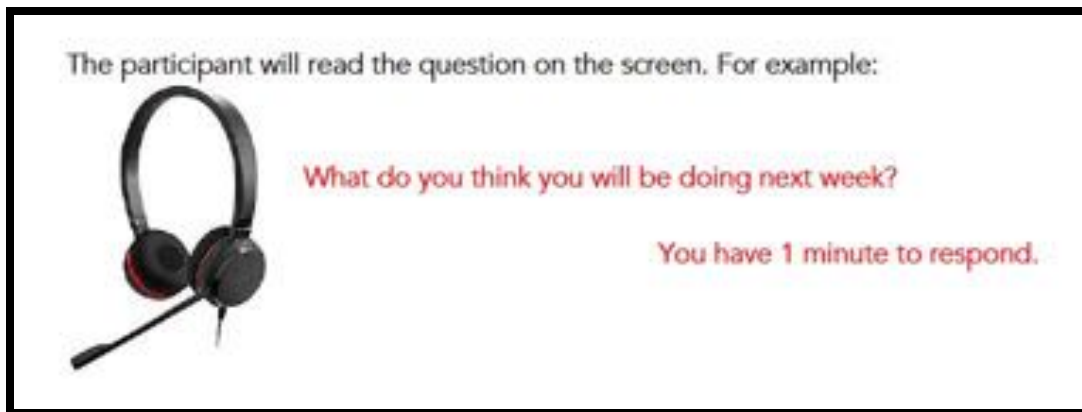 The participant will read the question on the screen. For example:
What do you think you will be doing next week?
You have 1 minute to respond.